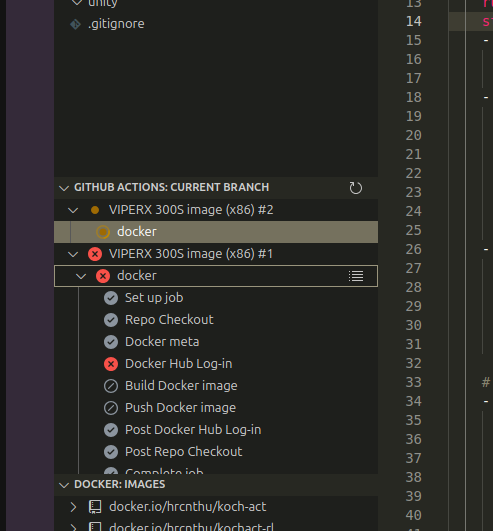 unity
.gitignore
GITHUB ACTIONS: CURRENT BRANCH
VIPERX 300S image (x86) #2
docker
VIPERX 300S image (x86) #1
docker
Set up job
Repo Checkout
Docker meta
Docker Hub Log-in
Build Docker image
Push Docker image
Post Docker Hub Log-in
Post Repo Checkout
Complete job
DOCKER: IMAGES
docker.io/hrcnthu/koch-act
docker.io/hrcnthu/kochact-rl
13
14
15 -
16
17
18 -
19
20
21
22
23
24
25
26 -
27
28
29
30
31
32
33 #
34 -
35
36
37
38
39
40